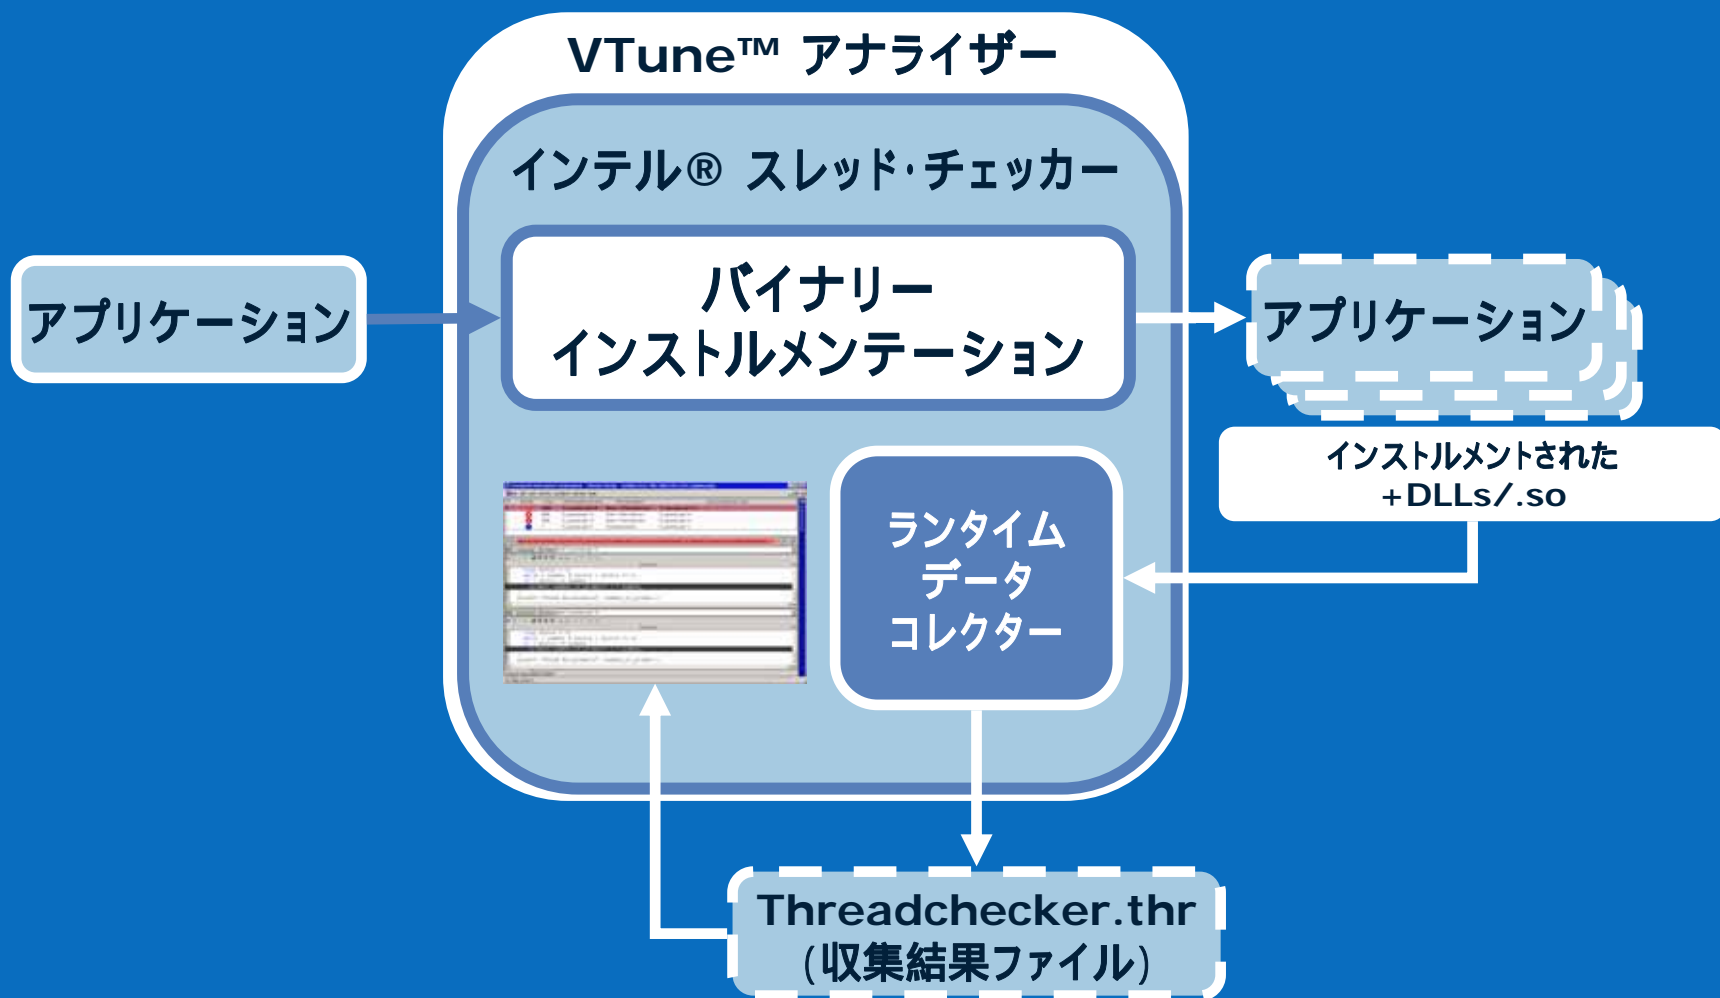 VTune™ アナライザー
インテル® スレッド・チェッカー
アプリケーション
バイナリー
インストルメンテーション
アプリケーション
インストルメントされた
+DLLs/.so
ランタイム
データ
コレクター
Threadchecker.thr
(収集結果ファイル)